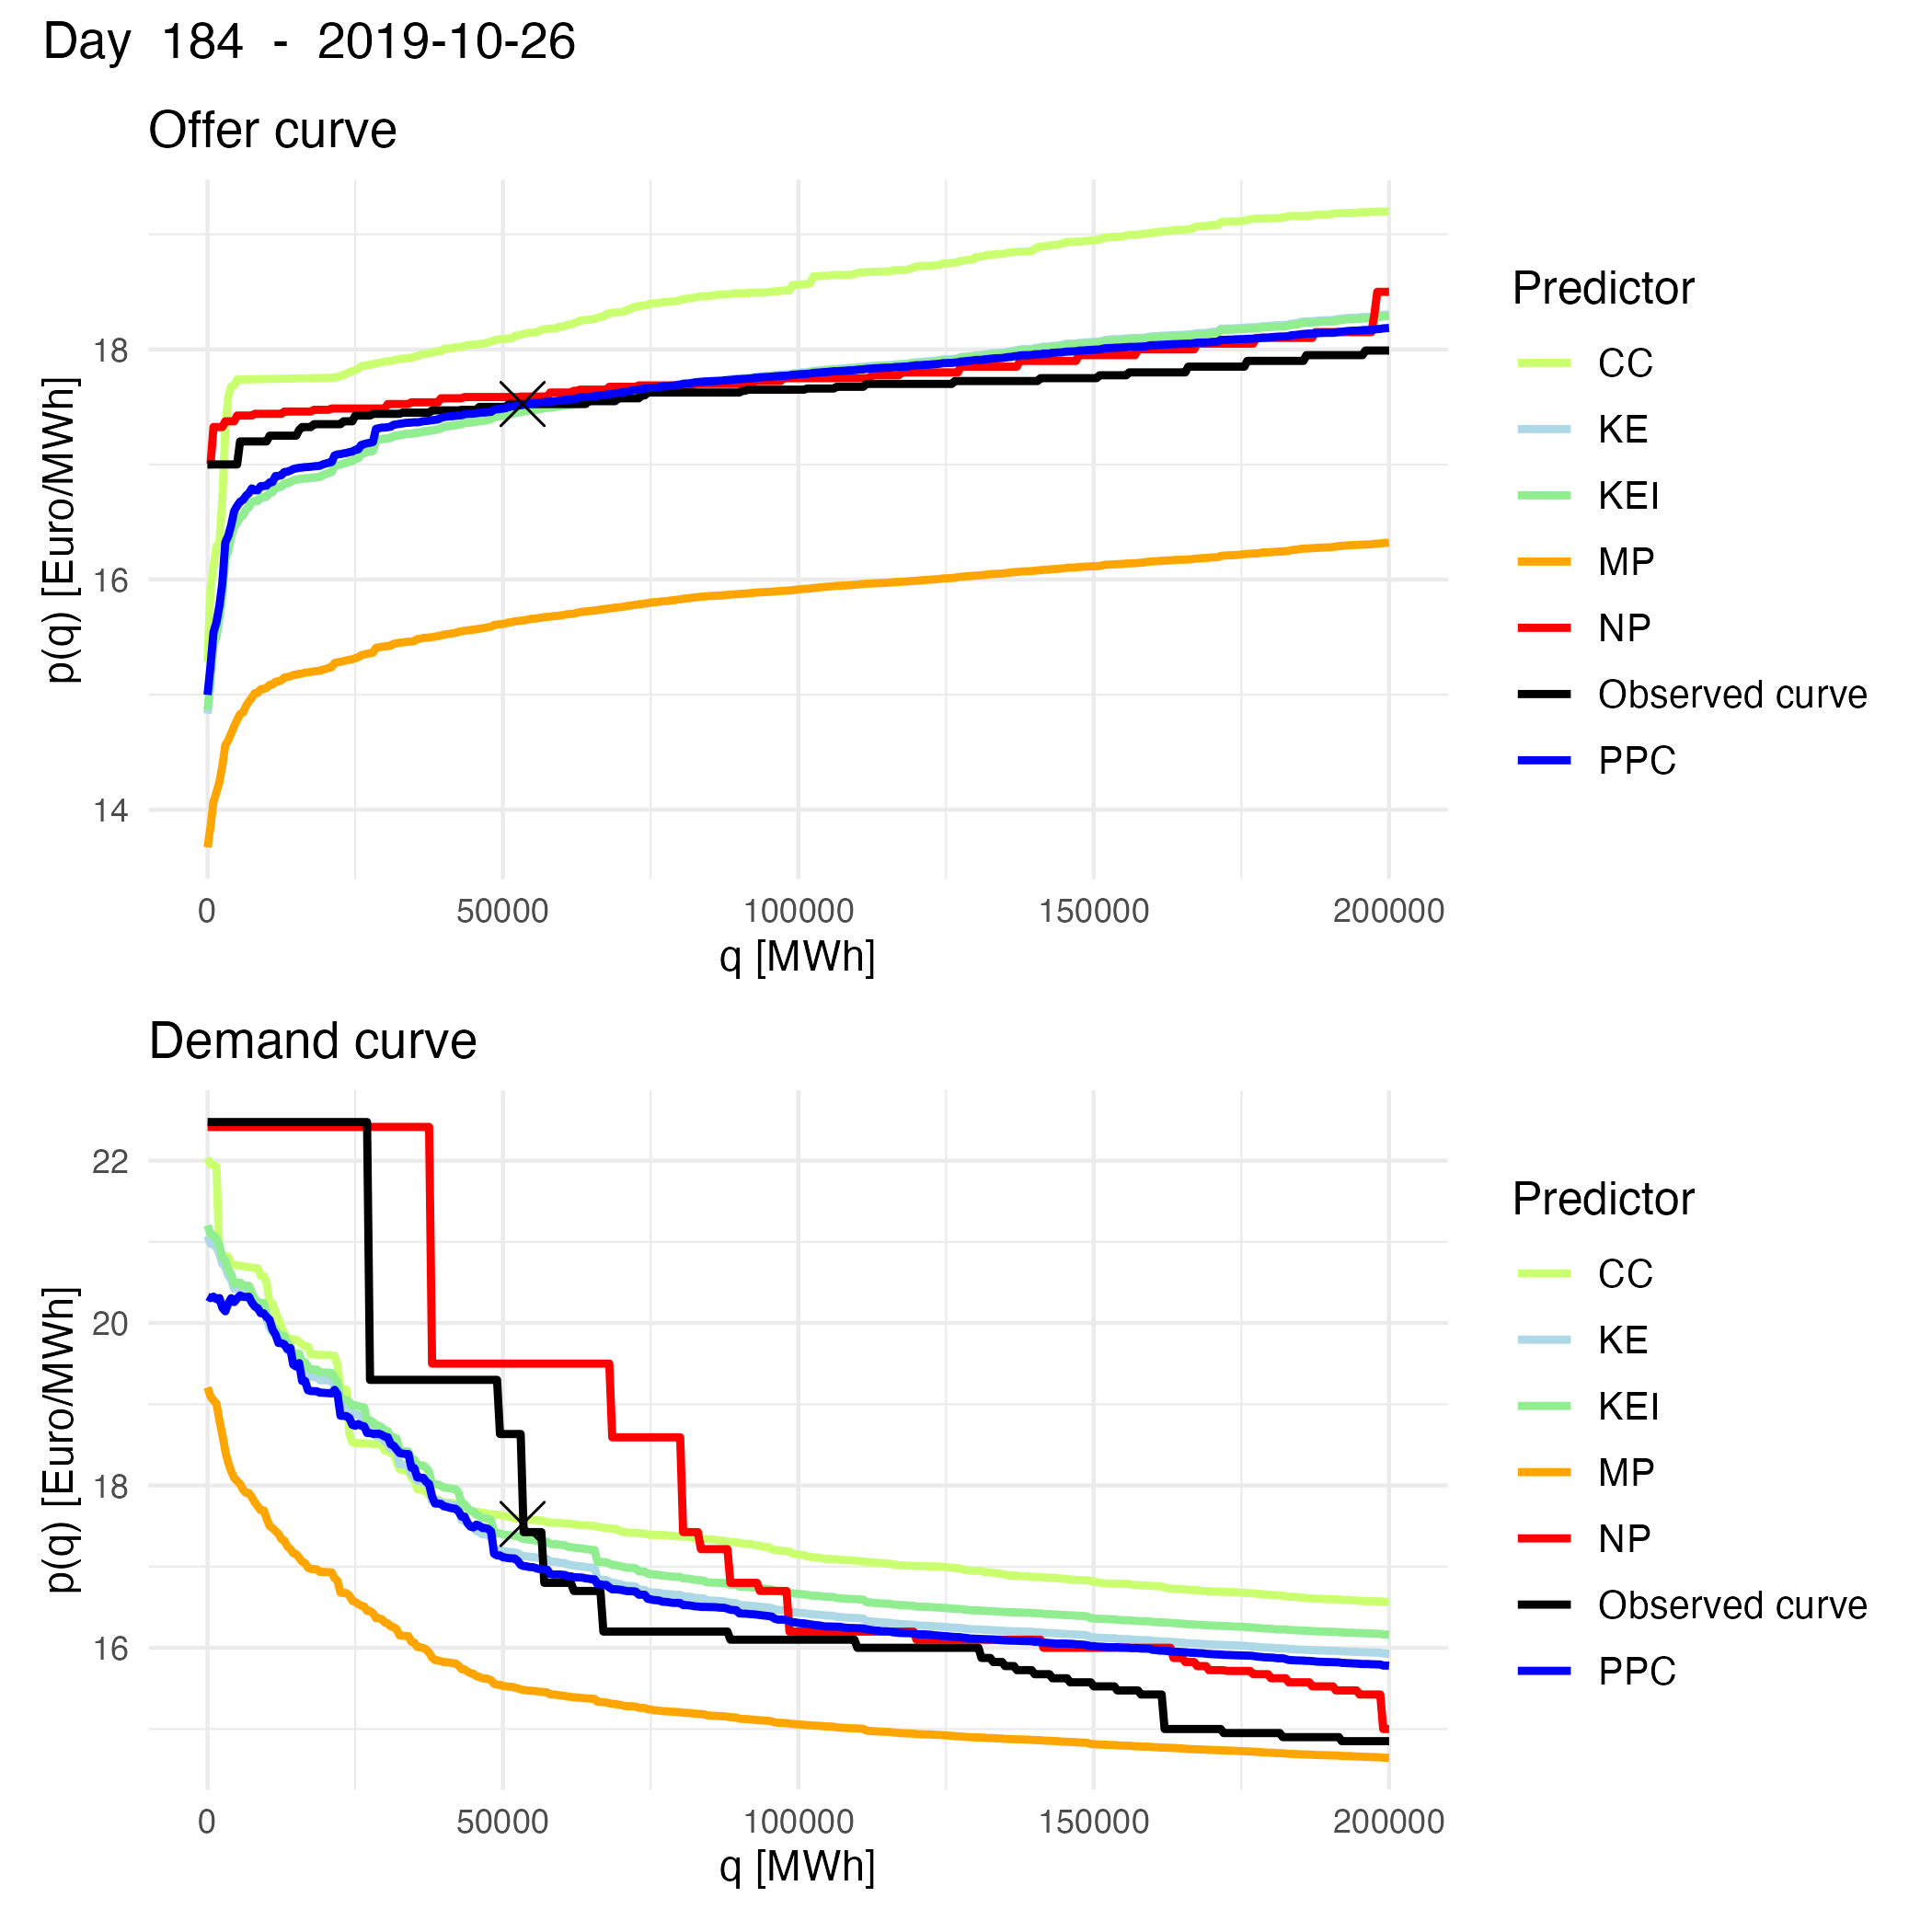 Day 184 - 2019-10-26
Offer curve
p(q) [Euro/MWh]
18
16
14
0 50000 100000 150000 200000
q [MWh]
Predictor
CC
KE
KEI
MP
NP
Observed curve
PPC
Demand curve
p(q) [Euro/MWh]
22
20
18
16
0 50000 100000 150000 200000
q [MWh]
Predictor
CC
KE
KEI
MP
NP
Observed curve
PPC